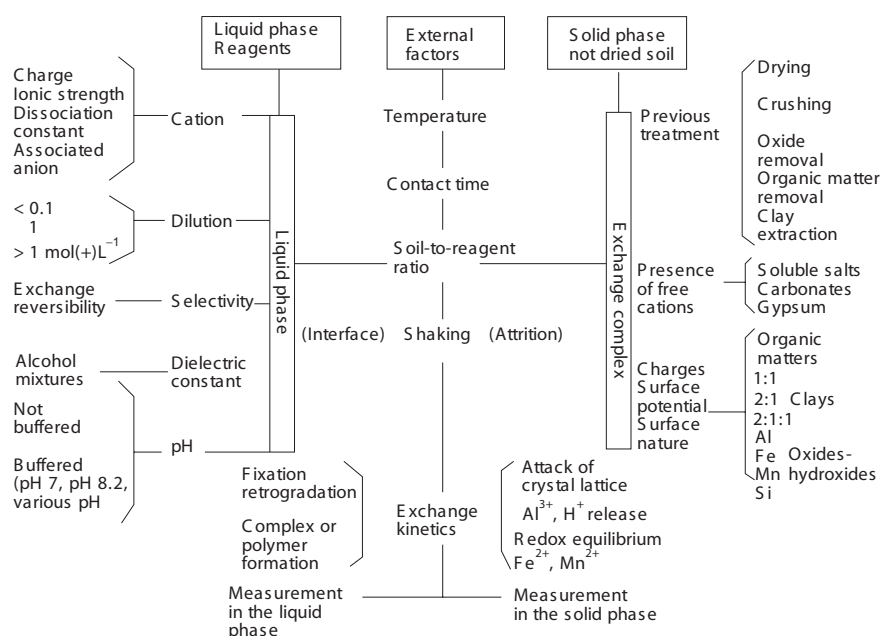 Liquid phase
Reagents
External
factors
Solid phase
not dried soil
Charge
Ionic strength
Dissociation
constant
Associated
anion
Cation
< 0.1
1
> 1 mol(+)L⁻¹
Dilution
Exchange
reversibility
Selectivity
Alcohol
mixtures
Dielectric
constant
Not
buffered
Buffered
(pH 7, pH 8.2,
various pH
pH
Liquid phase
Temperature
Contact time
Soil-to-reagent
ratio
(Interface) Shaking (Attrition)
Exchange complex
Previous
treatment
Drying
Crushing
Oxide
removal
Organic matter
removal
Clay
extraction
Presence
of free
cations
Soluble salts
Carbonates
Gypsum
Charges
Surface
potential
Surface
nature
Organic
matters
1:1
2:1 Clays
2:1:1
Al
Fe Oxides-
Mn hydroxides
Si
Fixation
retrogradation
Complex or
polymer
formation
Exchange
kinetics
Attack of
crystal lattice
Al³⁺, H⁺ release
Redox equilibrium
Fe²⁺, Mn²⁺
Measurement
in the liquid
phase
Measurement
in the solid phase